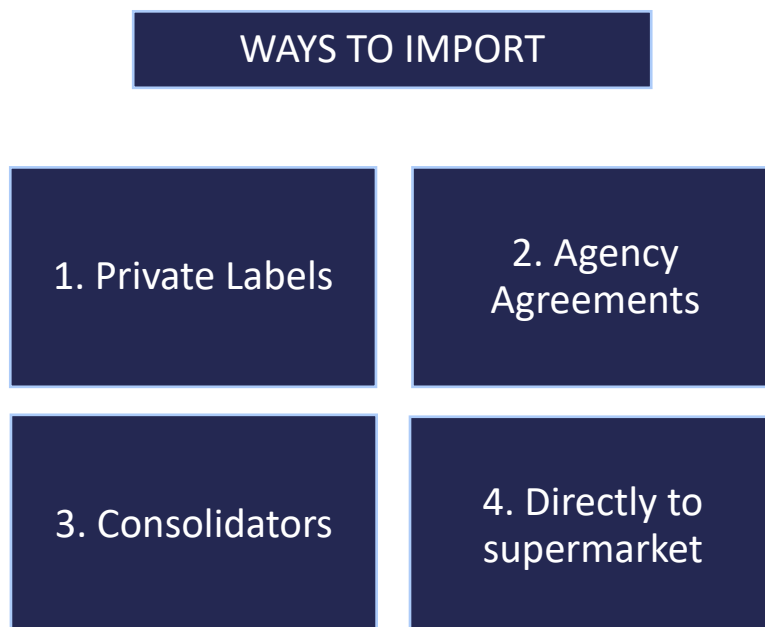 WAYS TO IMPORT
1. Private Labels
2. Agency
Agreements
3. Consolidators
4. Directly to
supermarket